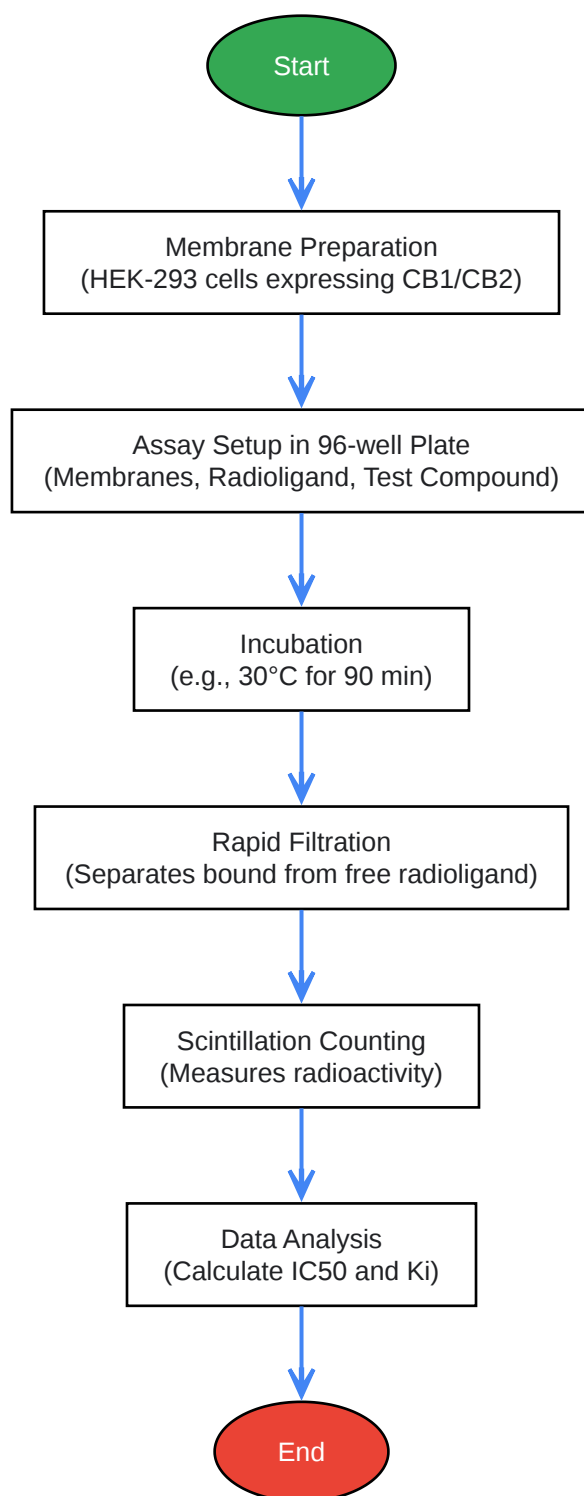 Start
Membrane Preparation
(HEK-293 cells expressing CB1/CB2)
Assay Setup in 96-well Plate
(Membranes, Radioligand, Test Compound)
Incubation
(e.g., 30°C for 90 min)
Rapid Filtration
(Separates bound from free radioligand)
Scintillation Counting
(Measures radioactivity)
Data Analysis
(Calculate IC50 and Ki)
End